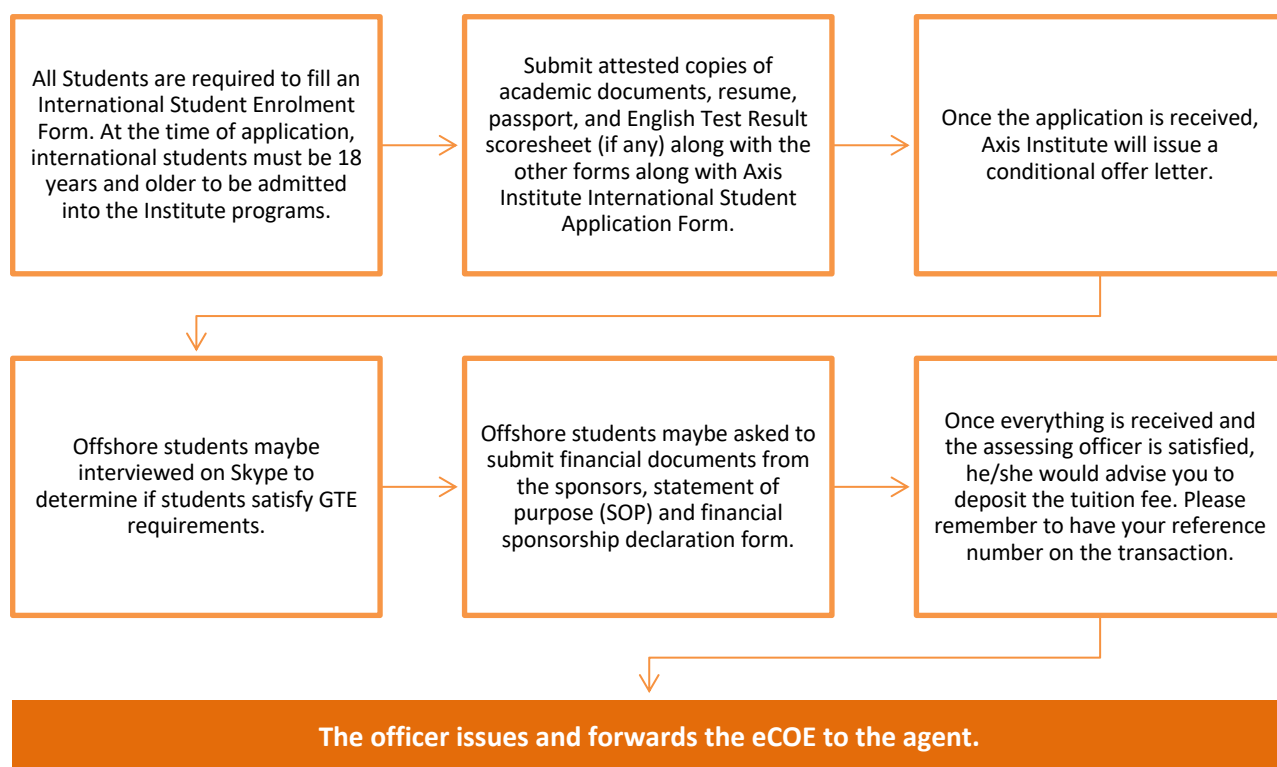 All Students are required to fill an
International Student Enrolment
Form. At the time of application,
international students must be 18
years and older to be admitted
into the Institute programs.
Submit attested copies of
academic documents, resume,
passport, and English Test Result
scoresheet (if any) along with the
other forms along with Axis
Institute International Student
Application Form.
Once the application is received,
Axis Institute will issue a
conditional offer letter.
Offshore students maybe
interviewed on Skype to
determine if students satisfy GTE
requirements.
Offshore students maybe asked to
submit financial documents from
the sponsors, statement of
purpose (SOP) and financial
sponsorship declaration form.
Once everything is received and
the assessing officer is satisfied,
he/she would advise you to
deposit the tuition fee. Please
remember to have your reference
number on the transaction.
The officer issues and forwards the eCOE to the agent.